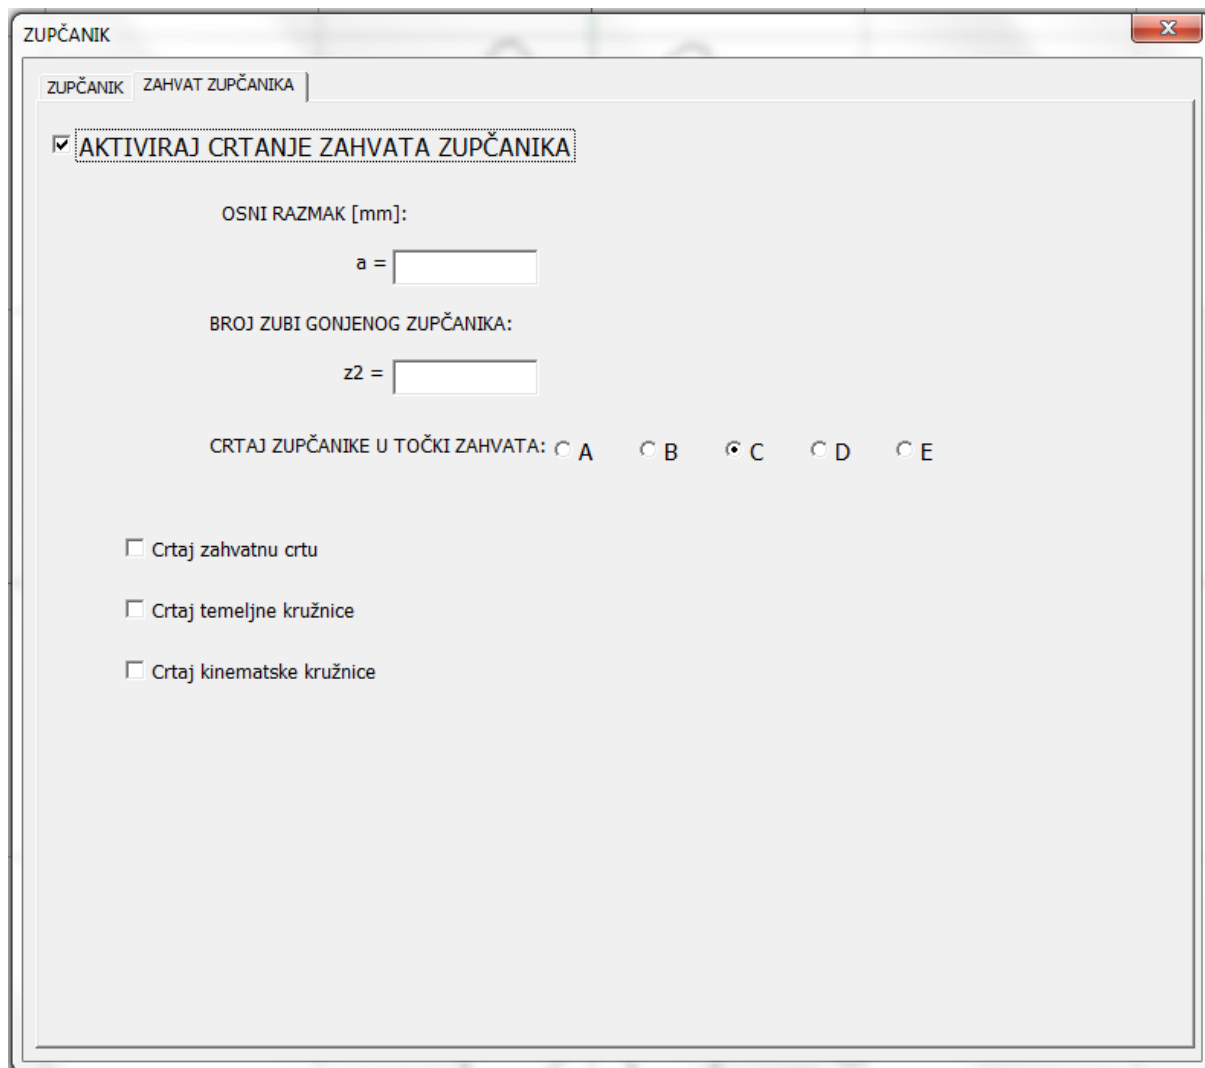 ZUPČANIK
ZUPČANIK ZAHVAT ZUPČANIKA
AKTIVIRAJ CRTANJE ZAHVATA ZUPČANIKA
OSNI RAZMAK [mm]:
a =
BROJ ZUBI GONJENOG ZUPČANIKA:
z2 =
CRTAJ ZUPČANIKE U TOČKI ZAHVATA: A B C D E
Crtaj zahvatnu crtu
Crtaj temeljne kružnice
Crtaj kinematske kružnice